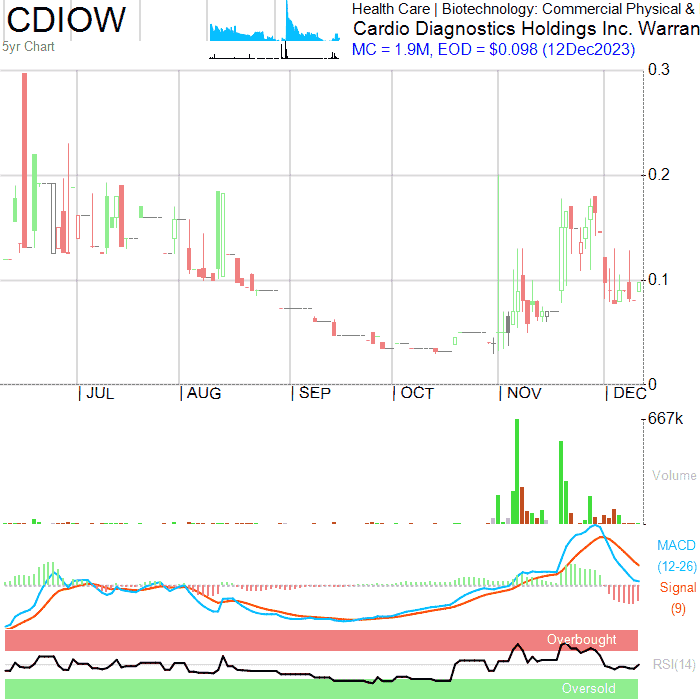 CDIOW
5yr Chart
Health Care | Biotechnology: Commercial Physical &
Cardio Diagnostics Holdings Inc. Warran
MC = 1.9M, EOD = $0.098 (12Dec2023)
0.3
0.2
0.1
0
| JUL | AUG | SEP | OCT | NOV | DEC
667k
Volume
MACD
(12-26)
Signal
(9)
Overbought
RSI(14)
Oversold